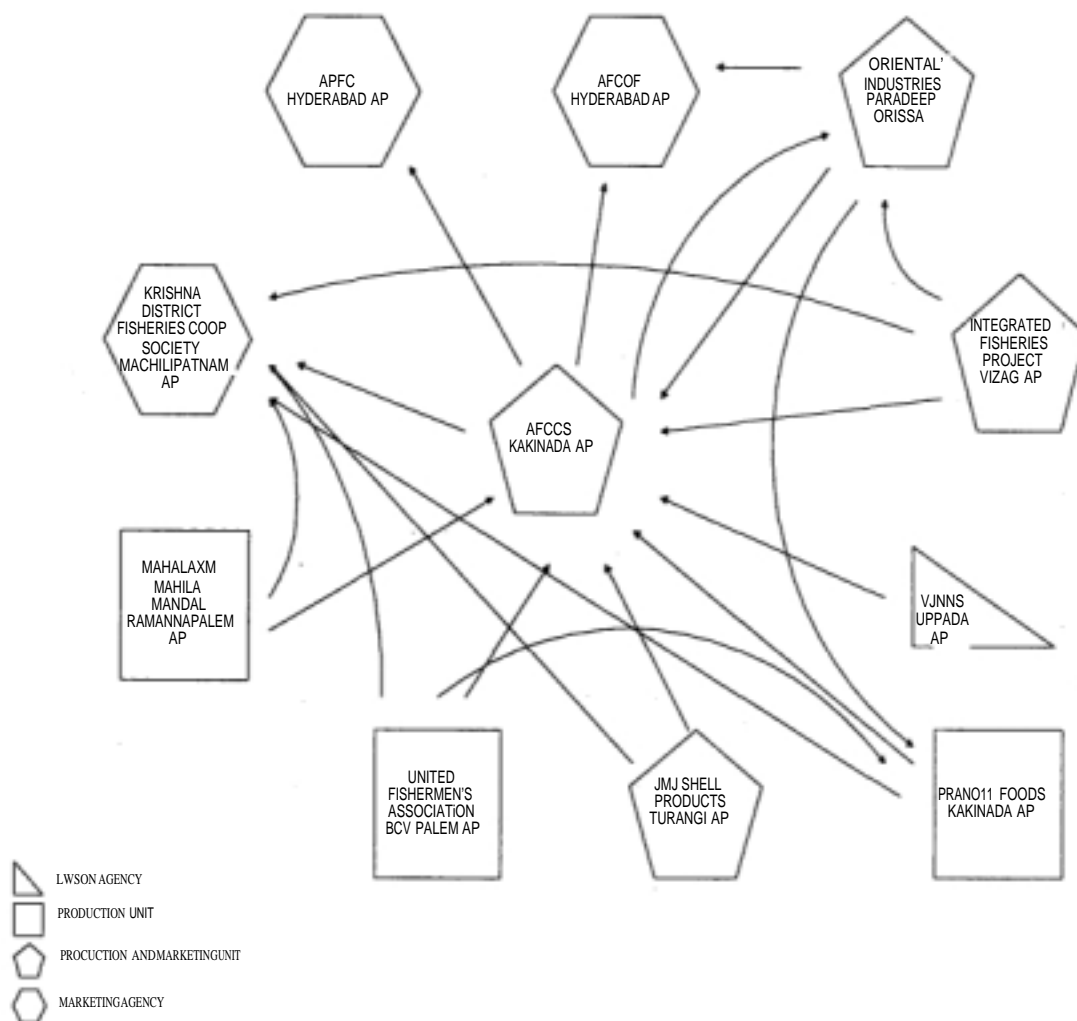 APFC
HYDERABAD AP
AFCOF
HYDERABAD AP
ORIENTAL'
INDUSTRIES
PARADEEP
ORISSA
KRISHNA
DISTRICT
FISHERIES COOP
SOCIETY
MACHILIPATNAM
AP
INTEGRATED
FISHERIES
PROJECT
VIZAG AP
AFCCS
KAKINADA AP
MAHALAXM
MAHILA
MANDAL
RAMANNAPALEM
AP
VJNNS
UPPADA
AP
UNITED
FISHERMEN'S
ASSOCIATiON
BCV PALEM AP
JMJ SHELL
PRODUCTS
TURANGI AP
PRANO11 FOODS
KAKINADA AP
LWSON AGENCY
PRODUCTION UNIT
PROCUCTION ANDMARKETINGUNIT
MARKETINGAGENCY